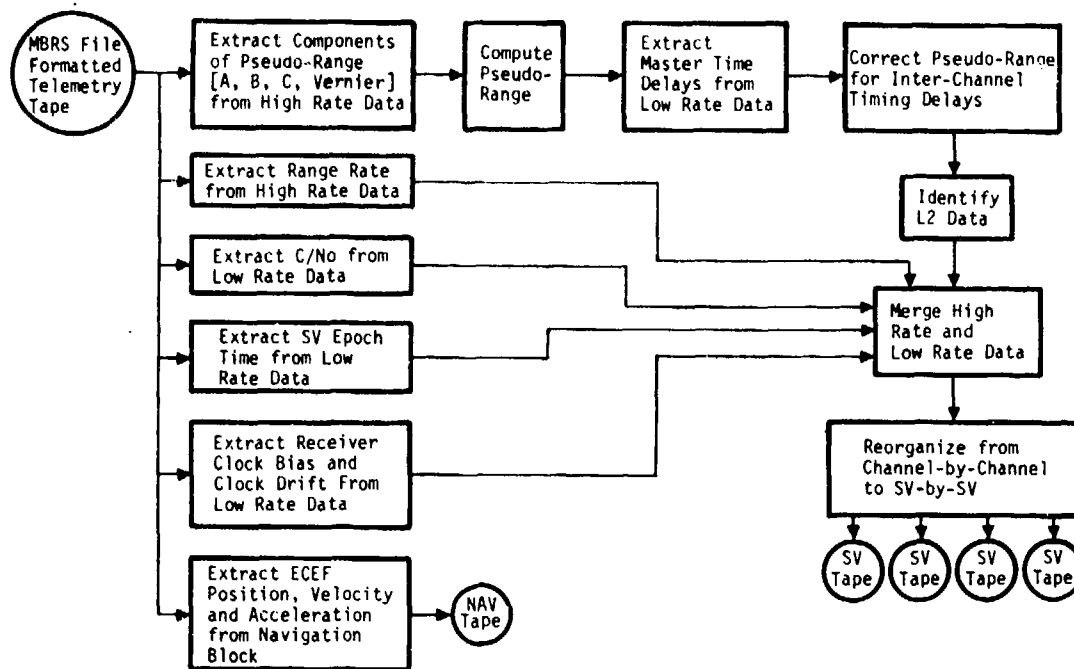 MBRS File
Formatted
Telemetry
Tape
Extract Components
of Pseudo-Range
[A, B, C, Vernier]
from High Rate Data
Compute
Pseudo-
Range
Extract
Master Time
Delays from
Low Rate Data
Correct Pseudo-Range
for Inter-Channel
Timing Delays
Extract Range Rate
from High Rate Data
Identify
L2 Data
Extract C/No from
Low Rate Data
Merge High
Rate and
Low Rate Data
Extract SV Epoch
Time from Low
Rate Data
Extract Receiver
Clock Bias and
Clock Drift From
Low Rate Data
Reorganize from
Channel-by-Channel
to SV-by-SV
SV
Tape
SV
Tape
SV
Tape
SV
Tape
Extract ECEF
Position, Velocity
and Acceleration
from Navigation
Block
NAV
Tape